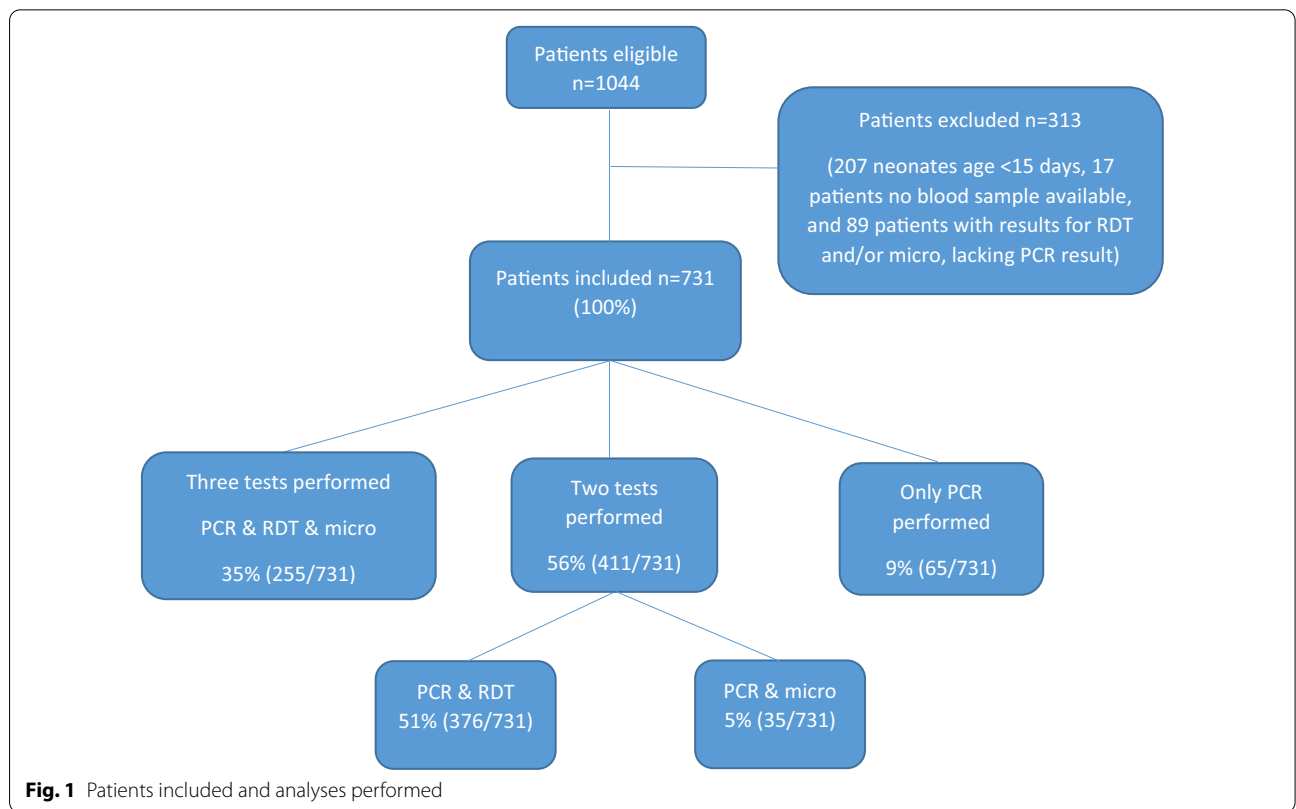 Patients eligible
n=1044
Patients excluded n=313
(207 neonates age <15 days, 17
patients no blood sample available,
and 89 patients with results for RDT
and/or micro, lacking PCR result)
Patients included n=731
(100%)
Three tests performed
PCR & RDT & micro
35% (255/731)
Two tests
performed
56% (411/731)
Only PCR
performed
9% (65/731)
PCR & RDT
51% (376/731)
PCR & micro
5% (35/731)
Fig. 1 Patients included and analyses performed